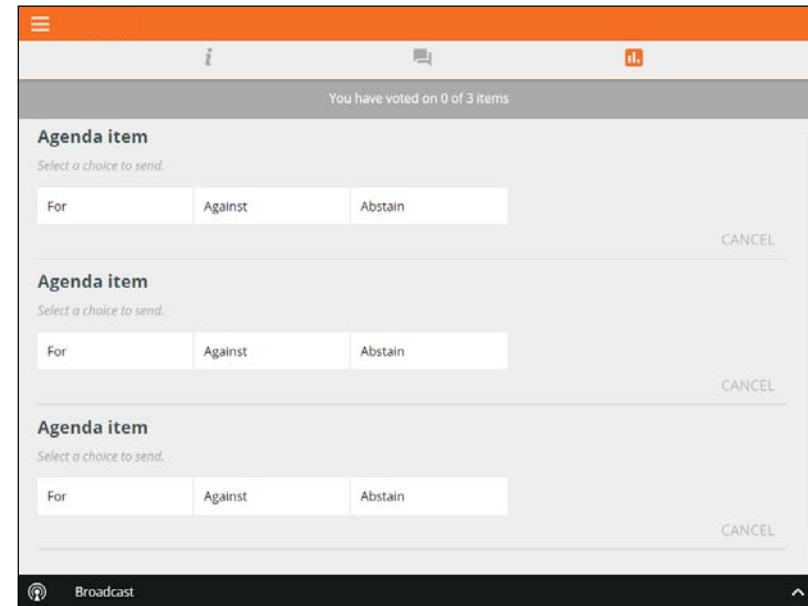 You have voted on 0 of 3 items
Agenda item
Select a choice to send.
For Against Abstain
CANCEL
Agenda item
Select a choice to send.
For Against Abstain
CANCEL
Agenda item
Select a choice to send.
For Against Abstain
CANCEL
Broadcast